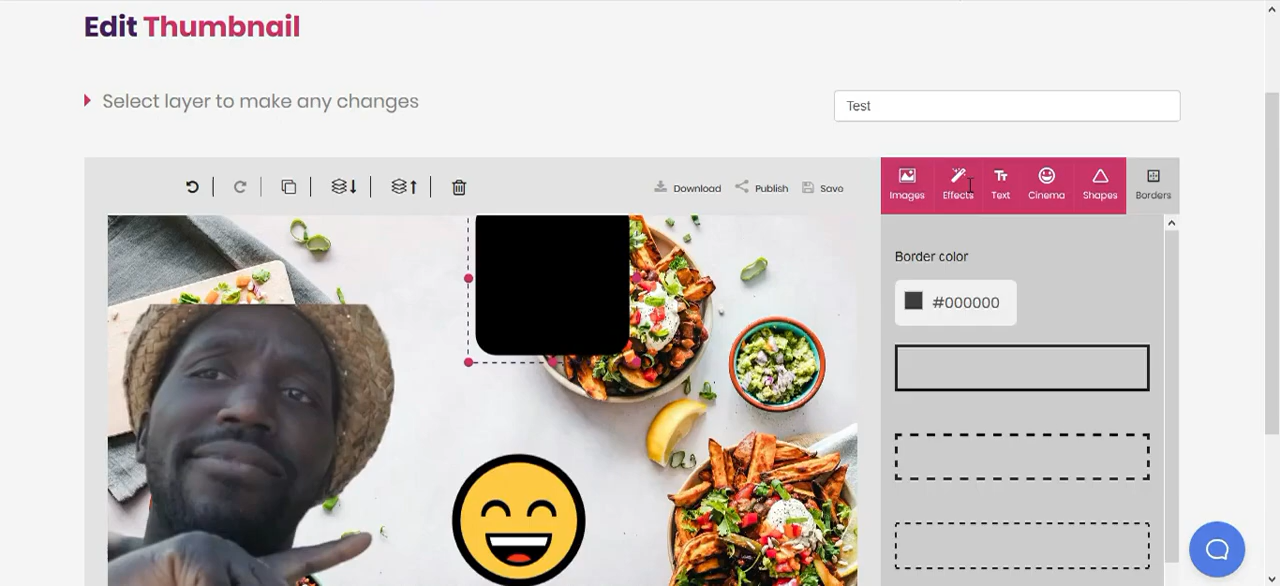 Edit Thumbnail
Select layer to make any changes
Test
Download Publish Savo
Images Effects Text Cinema Shapes Borders
Border color
#000000